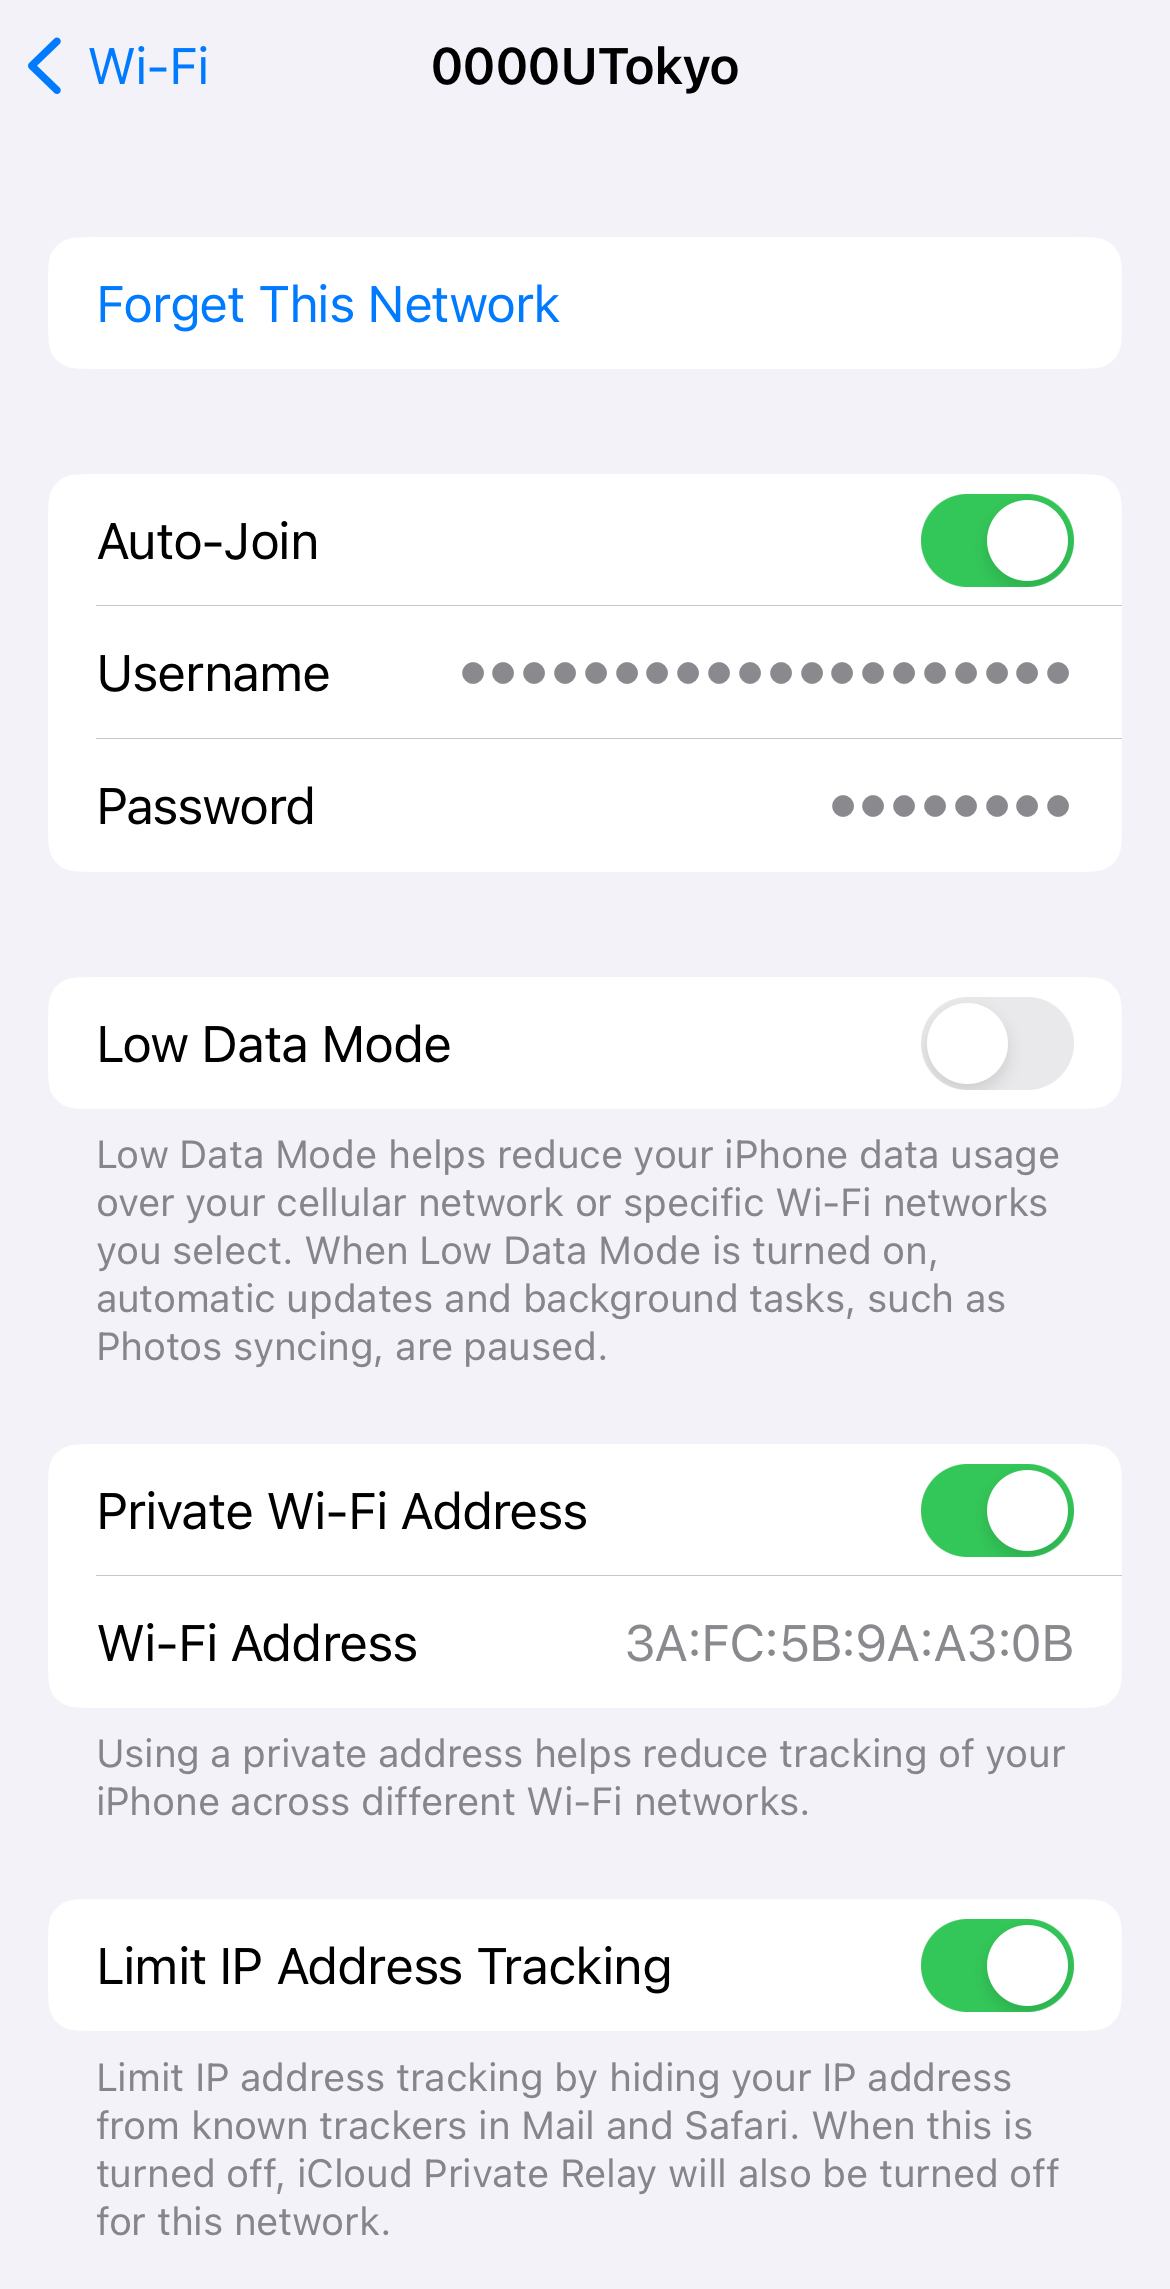 Wi-Fi
0000UTokyo
Forget This Network
Auto-Join
Username ●●●●●●●●●●●●●●●●●●●●
Password ●●●●●●●●
Low Data Mode
Low Data Mode helps reduce your iPhone data usage
over your cellular network or specific Wi-Fi networks
you select. When Low Data Mode is turned on,
automatic updates and background tasks, such as
Photos syncing, are paused.
Private Wi-Fi Address
Wi-Fi Address 3A:FC:5B:9A:A3:0B
Using a private address helps reduce tracking of your
iPhone across different Wi-Fi networks.
Limit IP Address Tracking
Limit IP address tracking by hiding your IP address
from known trackers in Mail and Safari. When this is
turned off, iCloud Private Relay will also be turned off
for this network.